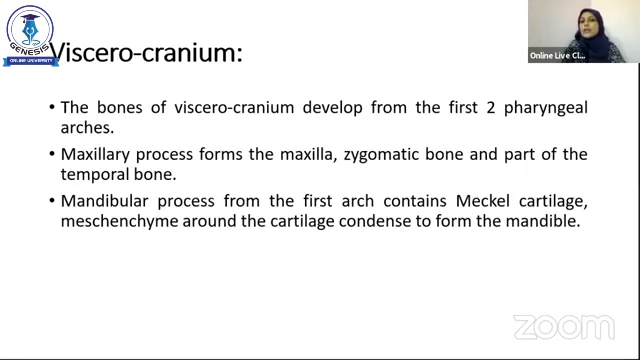 GENESIS
ONLINE UNIVERSITY
Viscero-cranium:
Online Live Cl...
• The bones of viscero-cranium develop from the first 2 pharyngeal
arches.
• Maxillary process forms the maxilla, zygomatic bone and part of the
temporal bone.
• Mandibular process from the first arch contains Meckel cartilage,
meschenchyme around the cartilage condense to form the mandible.
zoom